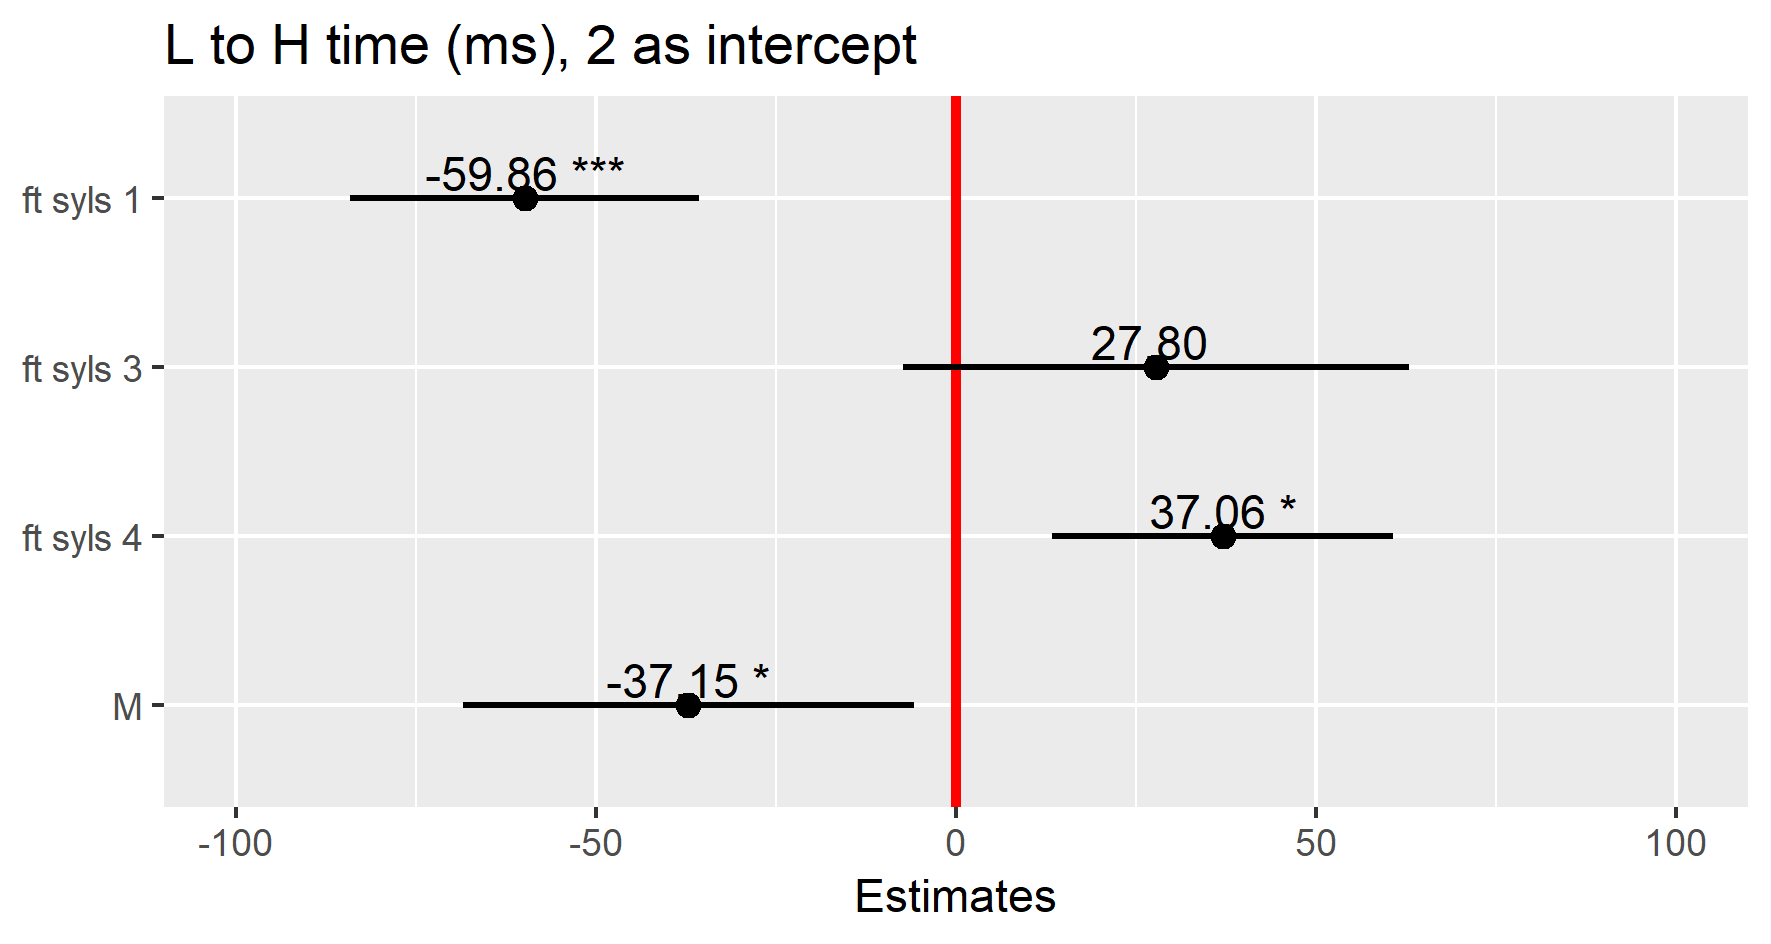 L to H time (ms), 2 as intercept
ft syls 1
-59.86 ***
ft syls 3
27.80
ft syls 4
37.06 *
M
-37.15 *
-100
-50
0
50
100
Estimates